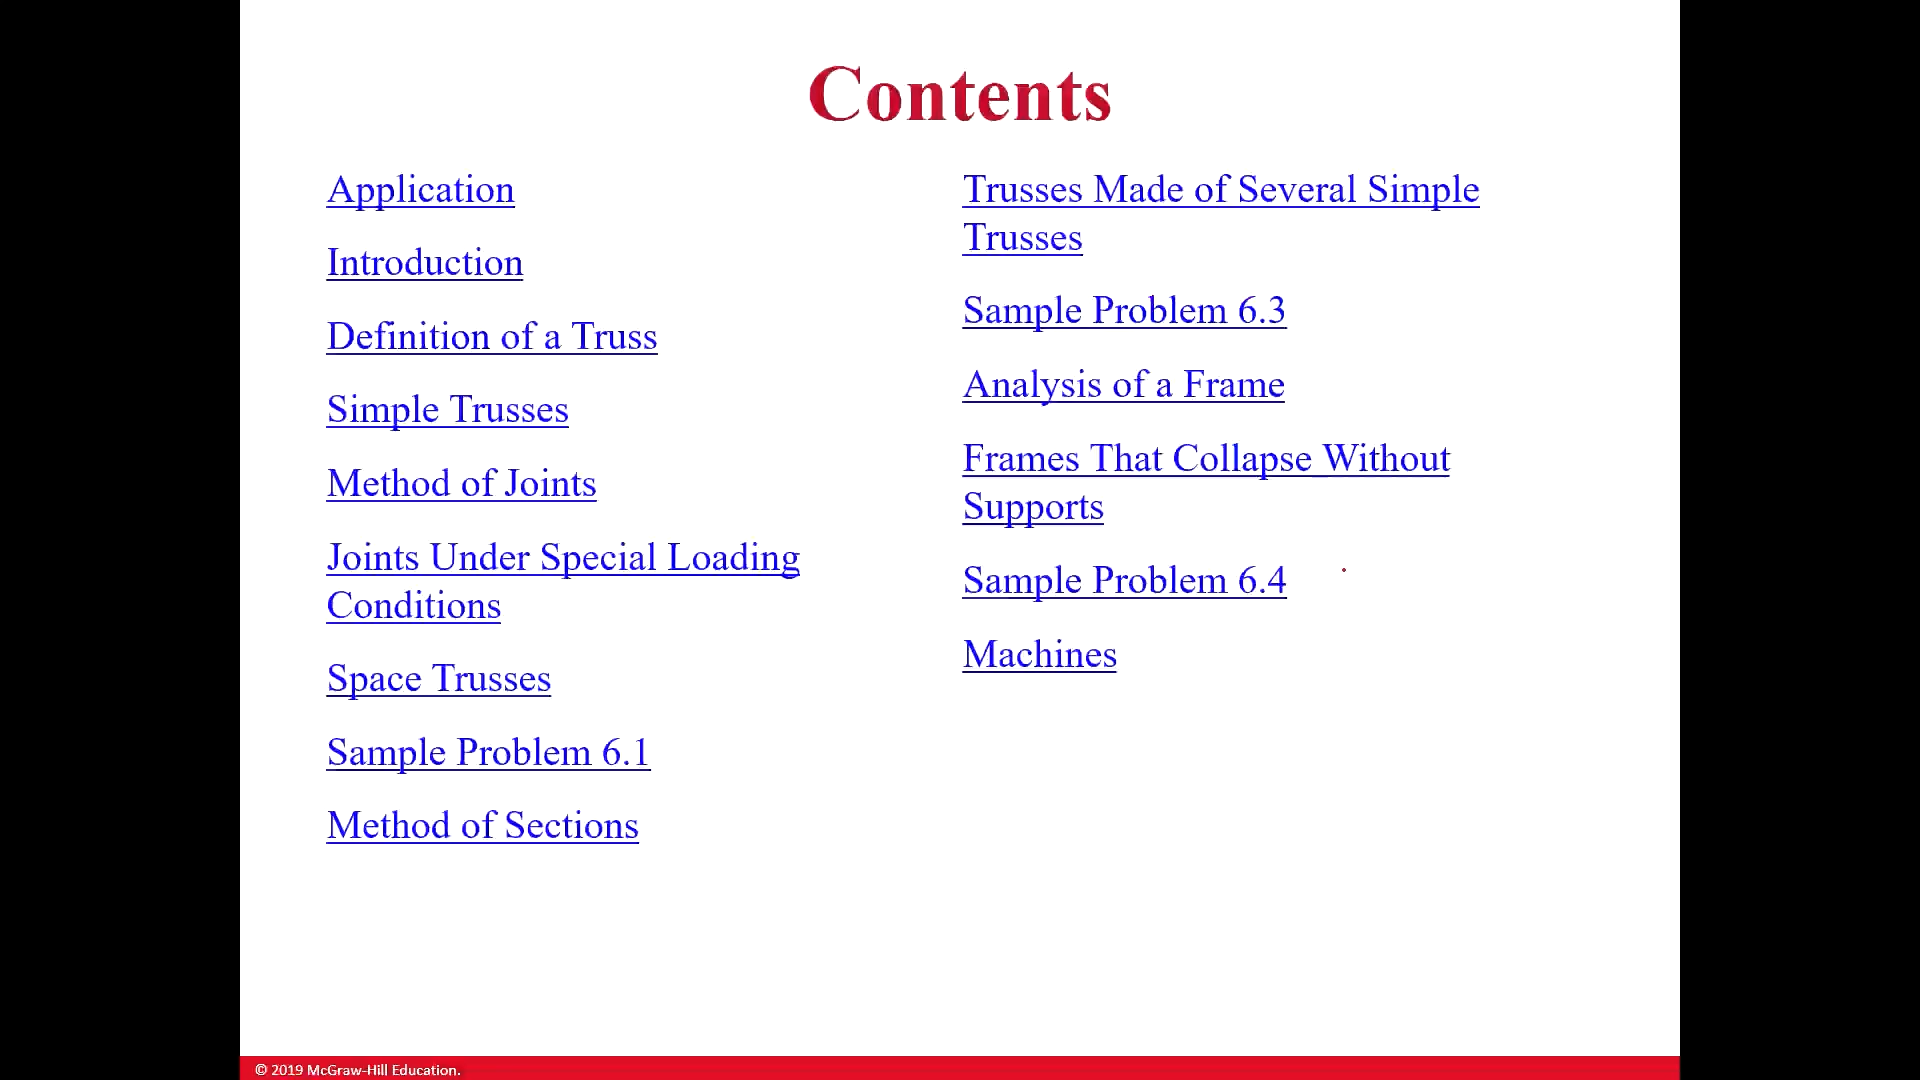 Contents
Application
Introduction
Definition of a Truss
Simple Trusses
Method of Joints
Joints Under Special Loading
Conditions
Space Trusses
Sample Problem 6.1
Method of Sections
Trusses Made of Several Simple
Trusses
Sample Problem 6.3
Analysis of a Frame
Frames That Collapse Without
Supports
Sample Problem 6.4
Machines
© 2019 McGraw-Hill Education.